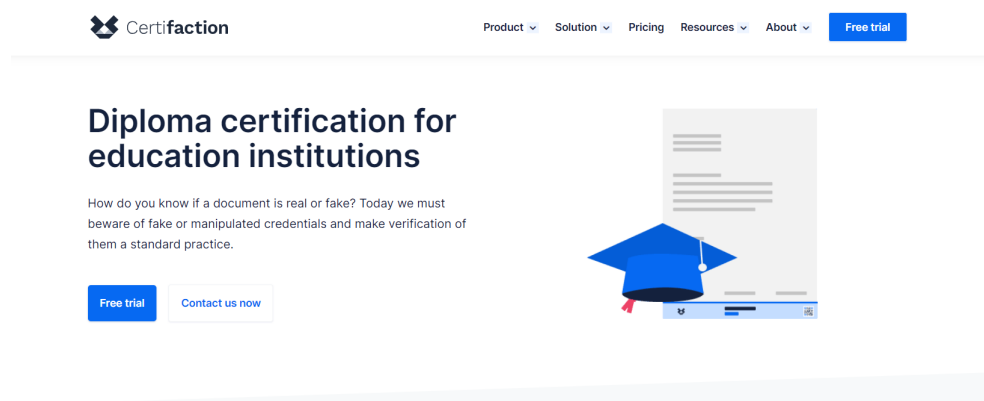 Certifaction
Product
Solution
Pricing
Resources
About
Free trial
Diploma certification for
education institutions
How do you know if a document is real or fake? Today we must
beware of fake or manipulated credentials and make verification of
them a standard practice.
Free trial
Contact us now